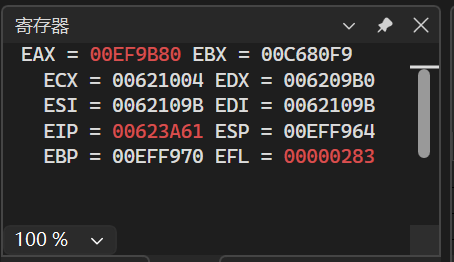 寄存器
EAX = 00EF9B80 EBX = 00C680F9
ECX = 00621004 EDX = 006209B0
ESI = 0062109B EDI = 0062109B
EIP = 00623A61 ESP = 00EFF964
EBP = 00EFF970 EFL = 00000283
100 %